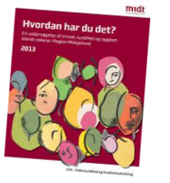 midt
Hvordan har du det?
En undersøgelse af trivsel, sundhed og sygdom
blandt voksne i Region Midtjylland
2013